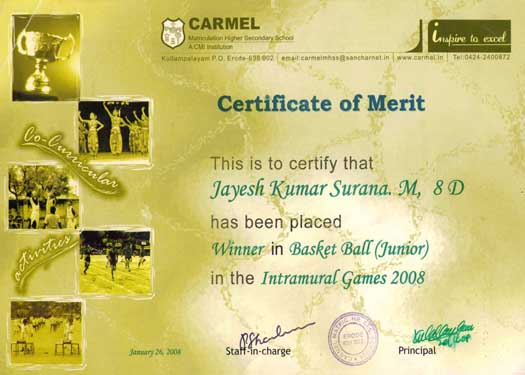 CARMEL
Matriculation Higher Secondary School
A CMI Institution
Kollampalayam P.O. Erode-638 002 | email:carmelmhss@sancharnet.in | www.carmel.in | Tel:0424-2400872
inspire to excel
Certificate of Merit
Co-Curricular
activities
This is to certify that
Jayesh Kumar Surana. M, 8 D
has been placed
Winner in Basket Ball (Junior)
in the Intramural Games 2008
January 26, 2008
Staff-in-charge
ERODE
Principal